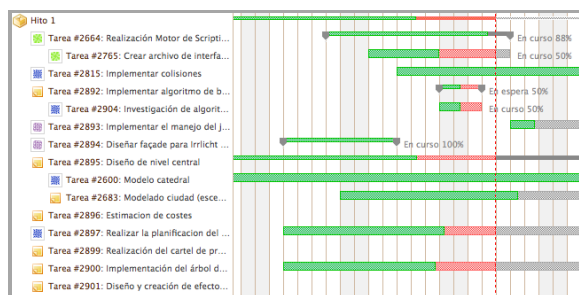 Hito 1
Tarea #2664: Realización Motor de Scripti...
En curso 88%
Tarea #2765: Crear archivo de interfa...
En curso 50%
Tarea #2815: Implementar colisiones
Tarea #2892: Implementar algoritmo de b...
En espera 50%
Tarea #2904: Investigación de algorit...
En curso 50%
Tarea #2893: Implementar el manejo del j...
Tarea #2894: Diseñar façade para Irrlicht ...
En curso 100%
Tarea #2895: Diseño de nivel central
Tarea #2600: Modelo catedral
Tarea #2683: Modelado ciudad (esce...
Tarea #2896: Estimacion de costes
Tarea #2897: Realizar la planificación del ...
Tarea #2899: Realización del cartel de pr...
Tarea #2900: Implementación del árbol d...
Tarea #2901: Diseño y creación de efecto...